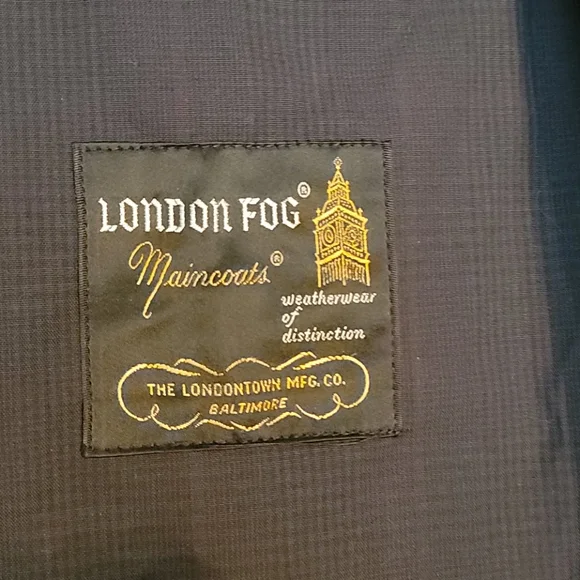 LONDON FOG®
Maincoats®
weatherwear
of
distinction
THE LONDONTOWN MFG. CO.
BALTIMORE